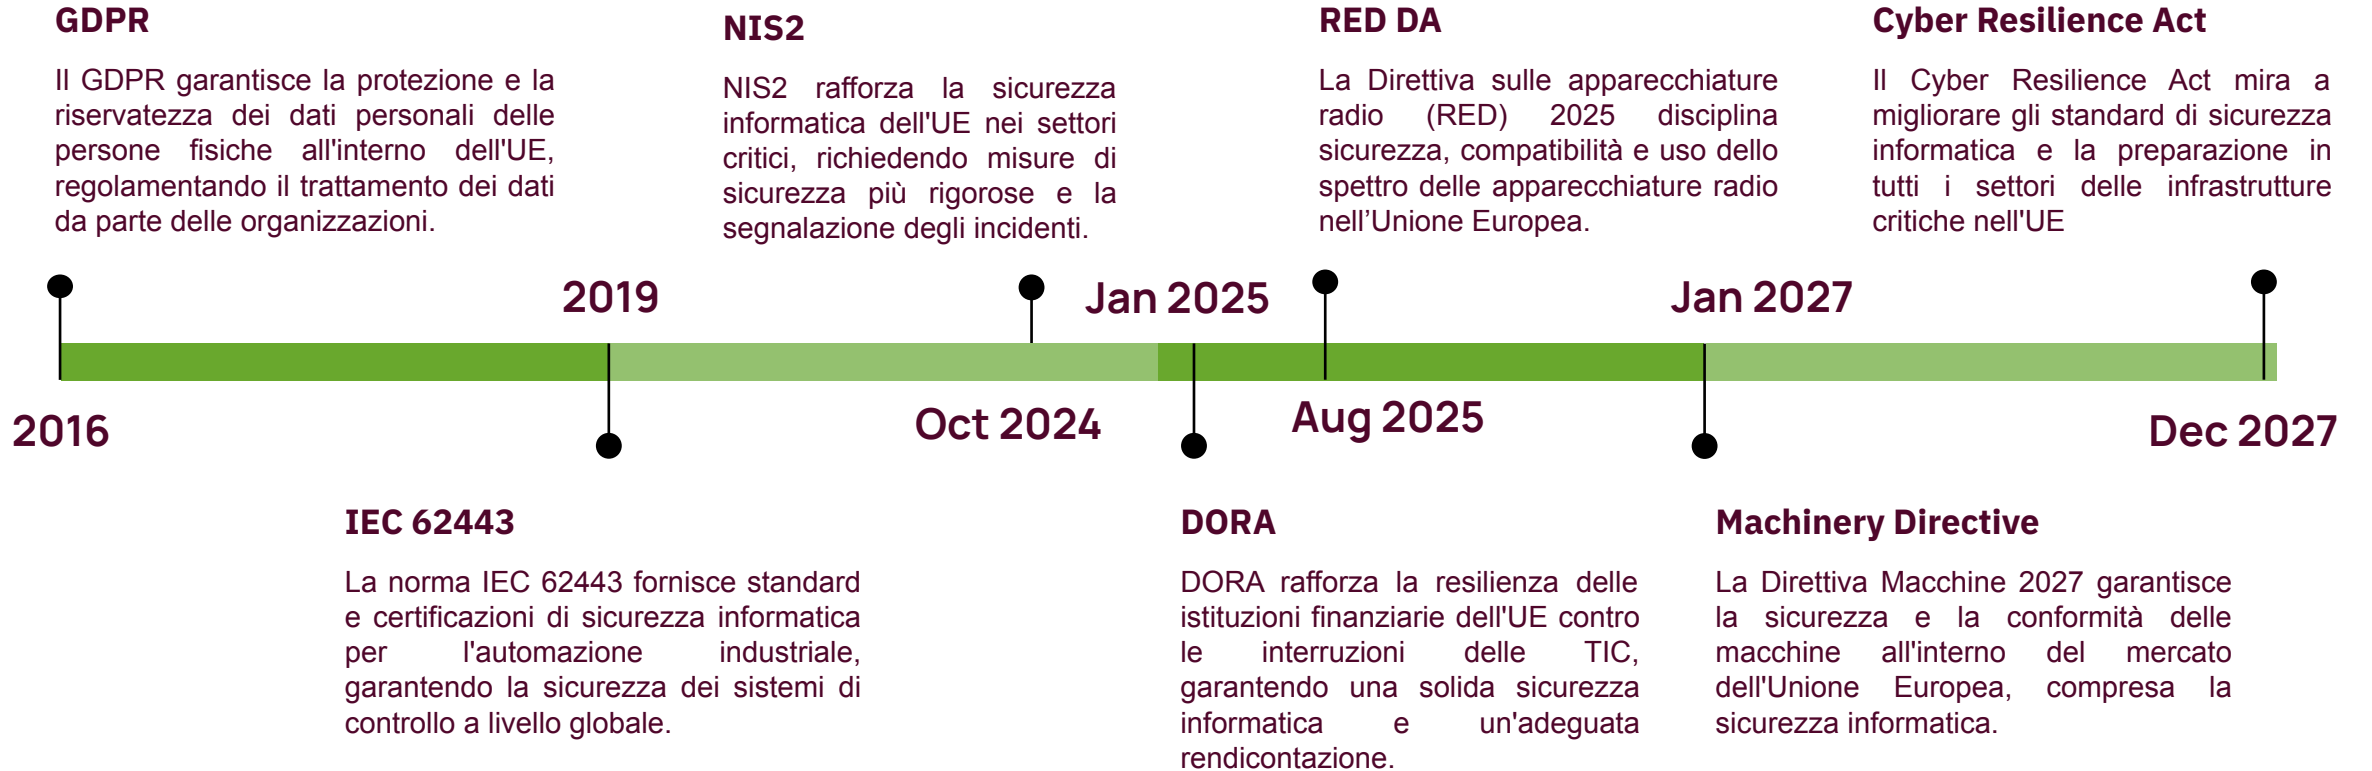 GDPR
Il GDPR garantisce la protezione e la
riservatezza dei dati personali delle
persone fisiche all'interno dell'UE,
regolamentando il trattamento dei dati
da parte delle organizzazioni.
NIS2
NIS2 rafforza la sicurezza
informatica dell'UE nei settori
critici, richiedendo misure di
sicurezza più rigorose e la
segnalazione degli incidenti.
RED DA
La Direttiva sulle apparecchiature
radio (RED) 2025 disciplina
sicurezza, compatibilità e uso dello
spettro delle apparecchiature radio
nell’Unione Europea.
Cyber Resilience Act
Il Cyber Resilience Act mira a
migliorare gli standard di sicurezza
informatica e la preparazione in
tutti i settori delle infrastrutture
critiche nell'UE
2019
Jan 2025
Jan 2027
2016
Oct 2024
Aug 2025
Dec 2027
IEC 62443
La norma IEC 62443 fornisce standard
e certificazioni di sicurezza informatica
per l'automazione industriale,
garantendo la sicurezza dei sistemi di
controllo a livello globale.
DORA
DORA rafforza la resilienza delle
istituzioni finanziarie dell'UE contro
le interruzioni delle TIC,
garantendo una solida sicurezza
informatica e un'adeguata
rendicontazione.
Machinery Directive
La Direttiva Macchine 2027 garantisce
la sicurezza e la conformità delle
macchine all'interno del mercato
dell'Unione Europea, compresa la
sicurezza informatica.